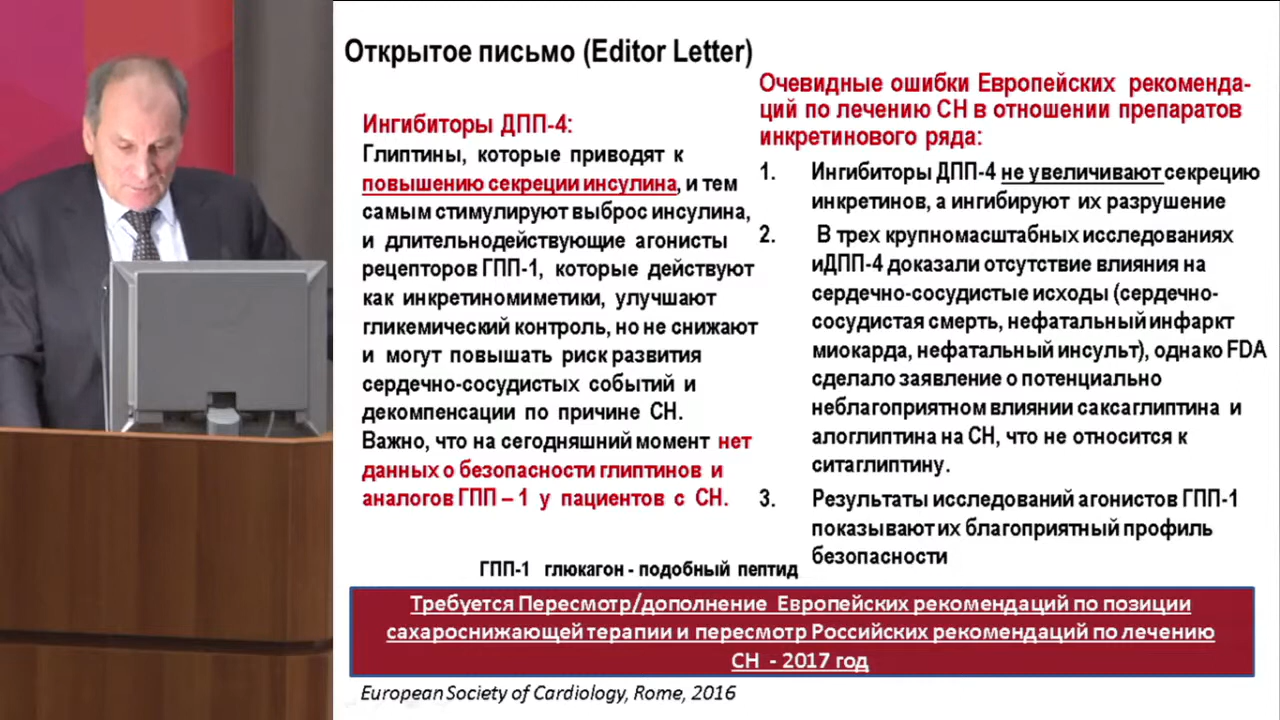 Открытое письмо (Editor Letter)
Ингибиторы ДПП-4:
Глиптины, которые приводят к
повышению секреции инсулина, и тем
самым стимулируют выброс инсулина,
и длительнодействующие агонисты
рецепторов ГПП-1, которые действуют
как инкретиномиметики, улучшают
гликемический контроль, но не снижают
и могут повышать риск развития
сердечно-сосудистых событий и
декомпенсации по причине СН.
Важно, что на сегодняшний момент нет
данных о безопасности глиптинов и
аналогов ГПП – 1 у пациентов с СН.
Очевидные ошибки Европейских рекоменда-
ций по лечению СН в отношении препаратов
инкретинового ряда:
1. Ингибиторы ДПП-4 не увеличивают секрецию
инкретинов, а ингибируют их разрушение
2. В трех крупномасштабных исследованиях
иДПП-4 доказали отсутствие влияния на
сердечно-сосудистые исходы (сердечно-
сосудистая смерть, нефатальный инфаркт
миокарда, нефатальный инсульт), однако FDA
сделало заявление о потенциально
неблагоприятном влиянии саксаглиптина и
алоглиптина на СН, что не относится к
ситаглиптину.
3. Результаты исследований агонистов ГПП-1
показывают их благоприятный профиль
безопасности
ГПП-1 глюкагон - подобный пептид
Требуется Пересмотр/дополнение Европейских рекомендаций по позиции
сахароснижающей терапии и пересмотр Российских рекомендаций по лечению
СН - 2017 год
European Society of Cardiology, Rome, 2016